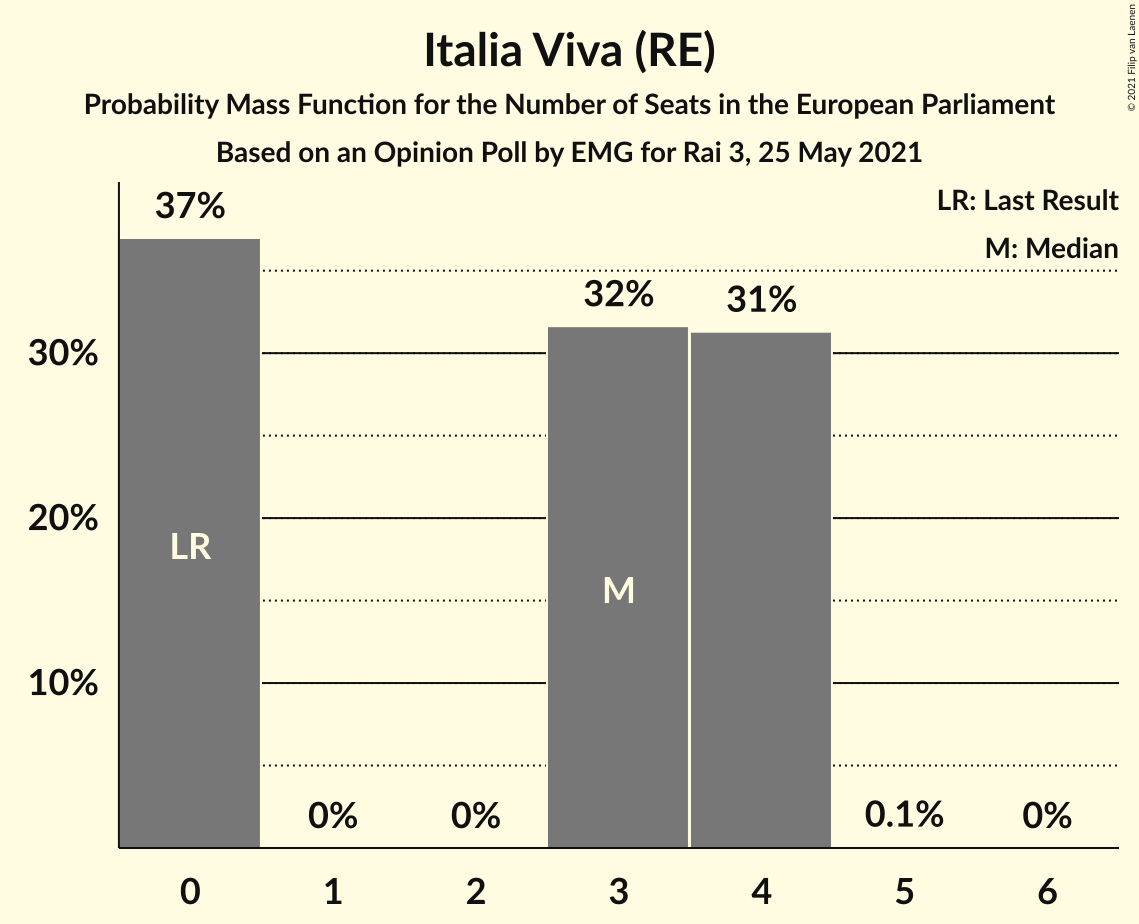 Italia Viva (RE)
Probability Mass Function for the Number of Seats in the European Parliament
Based on an Opinion Poll by EMG for Rai 3, 25 May 2021
© 2021 Filip van Laenen
LR: Last Result
M: Median
37%
32%
31%
30%
20%
10%
LR
M
0%
0%
0.1%
0%
0
1
2
3
4
5
6